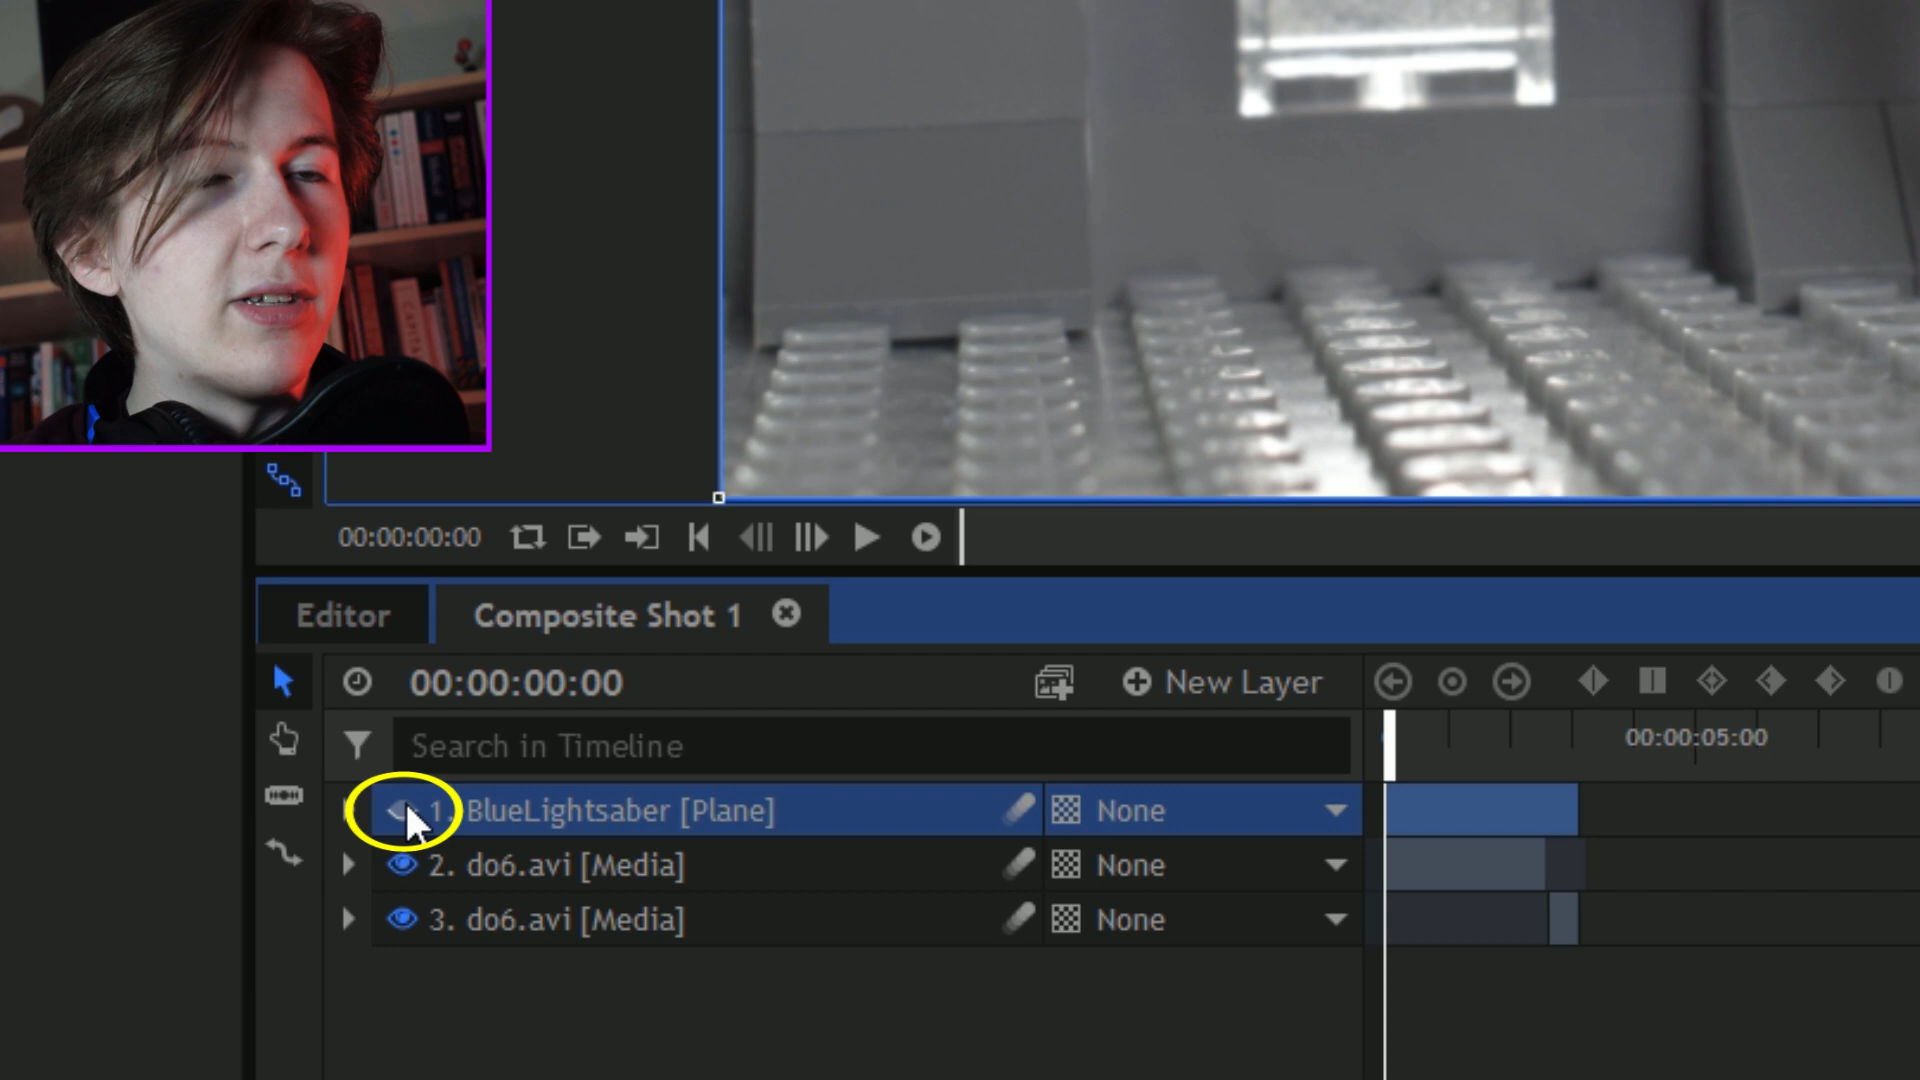 CAPITA
00:00:00:00
Editor
Composite Shot 1
00:00:00:00
New Layer
00:00:05:00
Search in Timeline
1. BlueLightsaber [Plane] None
2. do6.avi [Media] None
3. do6.avi [Media] None